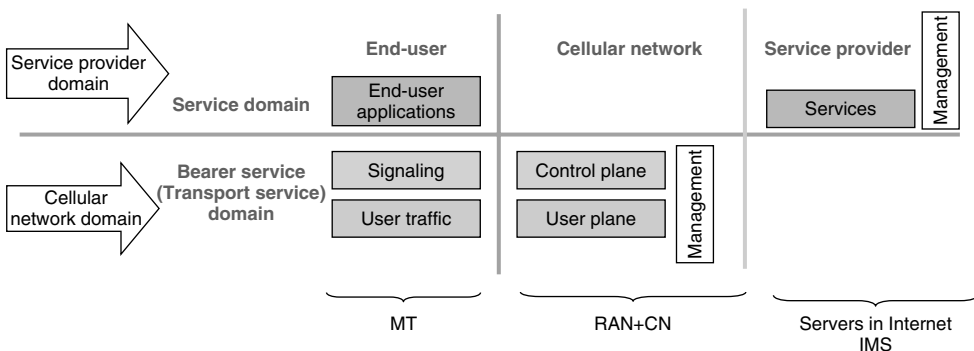 Service provider
domain
Service domain
End-user
Cellular network
Service provider
Management
End-user
applications
Services
Cellular
network domain
Bearer service
(Transport service)
domain
Signaling
User traffic
Control plane
User plane
Management
MT
RAN+CN
Servers in Internet
IMS